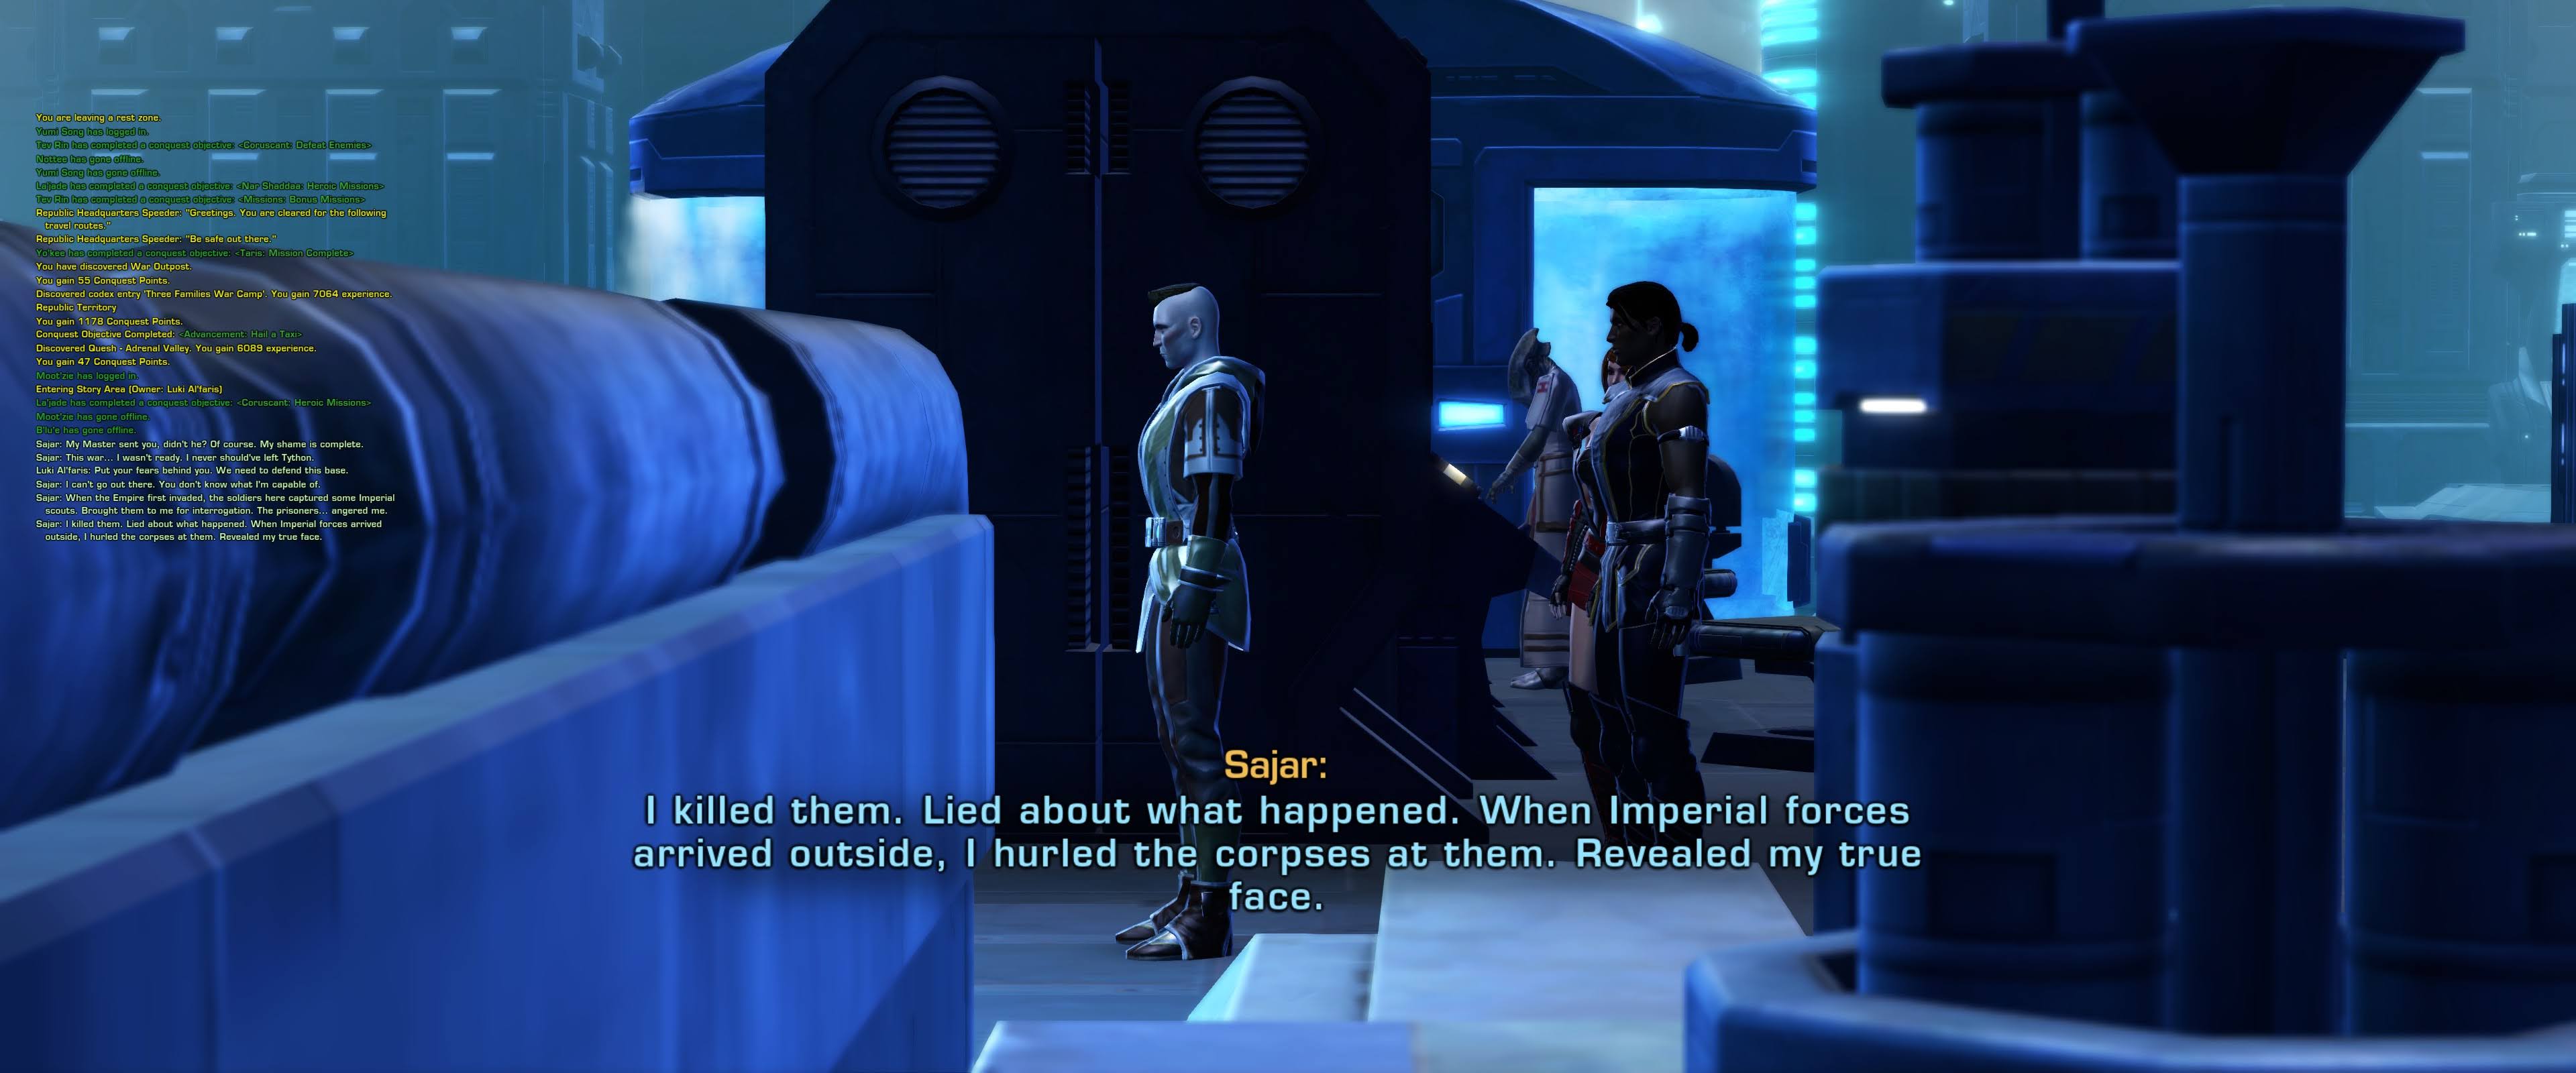 You are leaving a rest zone.
Yumi Song has logged in.
Tev Rin has completed a conquest objective: <Coruscant: Defeat Enemies>
Nottee has gone offline.
Yumi Song has gone offline.
La'jade has completed a conquest objective: <Nar Shaddaa: Heroic Missions>
Tev Rin has completed a conquest objective: <Missions: Bonus Missions>
Republic Headquarters Speeder: "Greetings. You are cleared for the following
travel routes."
Republic Headquarters Speeder: "Be safe out there."
Yo'kee has completed a conquest objective: <Taris: Mission Complete>
You have discovered War Outpost.
You gain 55 Conquest Points.
Discovered codex entry 'Three Families War Camp'. You gain 7064 experience.
Republic Territory
You gain 1178 Conquest Points.
Conquest Objective Completed: <Advancement: Hail a Taxi>
Discovered Quesh - Adrenal Valley. You gain 6089 experience.
You gain 47 Conquest Points.
Moot'zie has logged in.
Entering Story Area (Owner: Luki Al'faris)
La'jade has completed a conquest objective: <Coruscant: Heroic Missions>
Moot'zie has gone offline.
B'lu'e has gone offline.
Sajar: My Master sent you, didn't he? Of course. My shame is complete.
Sajar: This war... I wasn't ready. I never should've left Tython.
Luki Al'faris: Put your fears behind you. We need to defend this base.
Sajar: I can't go out there. You don't know what I'm capable of.
Sajar: When the Empire first invaded, the soldiers here captured some Imperial
scouts. Brought them to me for interrogation. The prisoners... angered me.
Sajar: I killed them. Lied about what happened. When Imperial forces arrived
outside, I hurled the corpses at them. Revealed my true face.
Sajar:
I killed them. Lied about what happened. When Imperial forces
arrived outside, I hurled the corpses at them. Revealed my true
face.